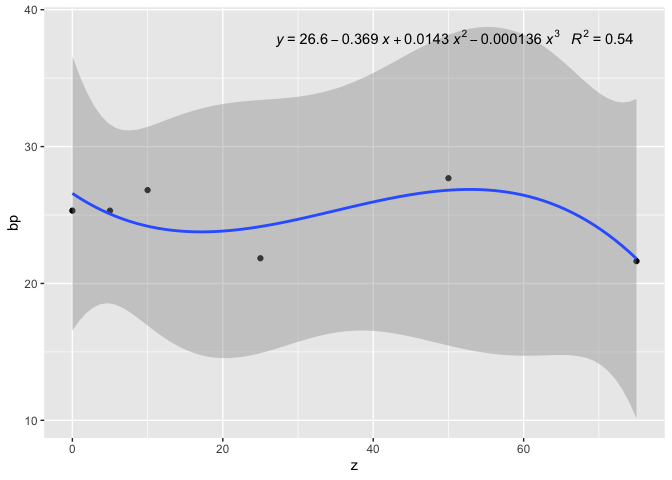 40
y = 26.6 – 0.369 x + 0.0143 x² – 0.000136 x³ R² = 0.54
30
bp
20
10
0 20 40 60
z